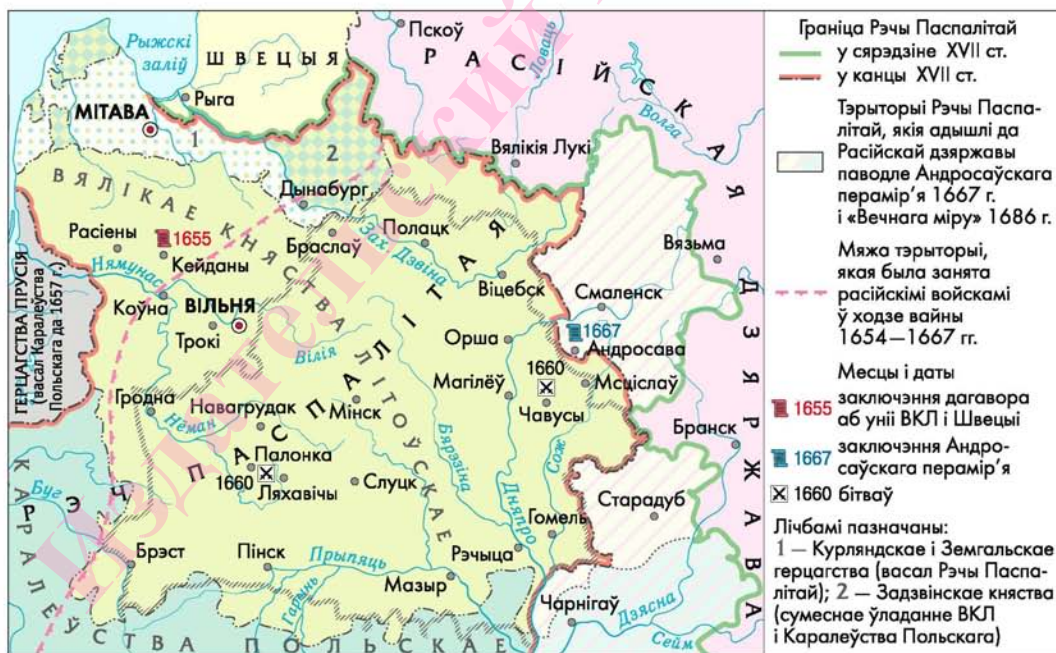 Пскоў
РАСІЙСКАЯ ДЗЯРЖАВА
Ловаць
Волга
Рыжскі
заліў
ШВЕЦЫЯ
Рыга
МІТАВА
1
2
Вялікія Лукі
Дынабург
ВЯЛІКАЕ КНЯСТВА ЛІТОЎСКАЕ
Расіены
1655
Кейданы
Браслаў
Полацк
Зах. Дзвіна
Віцебск
Вязьма
Нямунас
Коўна
ВІЛЬНЯ
Трокі
Вілія
Смаленск
1667
Андросава
Орша
ГЕРЦАГСТВА ПРУСІЯ
(васал Каралеўства
Польскага да 1657 г.)
Гродна
Нёман
Навагрудак
Мінск
Магілёў
1660
Чавусы
Мсціслаў
Палонка
1660
Ляхавічы
Слуцк
Бярэзіна
Дняпро
Сож
Бранск
Старадуб
РЭЧ ПАСПАЛІТАЯ
Буг
Брэст
Пінск
Прыпяць
Гарынь
Мазыр
Рэчыца
Гомель
Чарнігаў
Дзясна
Сейм
КАРАЛЕЎСТВА ПОЛЬСКАЕ
Издательский
Граніца Рэчы Паспалітай
у сярэдзіне XVII ст.
у канцы XVII ст.
Тэрыторыі Рэчы Паспа-
літай, якія адышлі да
Расійскай дзяржавы
паводле Андросаўскага
перамір’я 1667 г.
і «Вечнага міру» 1686 г.
Мяжа тэрыторыі,
якая была занята
расійскімі войскамі
ў ходзе вайны
1654—1667 гг.
Месцы і даты
1655 заключэння дагавора
аб уніі ВКЛ і Швецыі
1667 заключэння Андро-
саўскага перамір’я
1660 бітваў
Лічбамі пазначаны:
1 — Курляндскае і Земгальскае
герцагства (васал Рэчы Паспа-
літай); 2 — Задзвінскае княства
(сумеснае ўладанне ВКЛ
і Каралеўства Польскага)